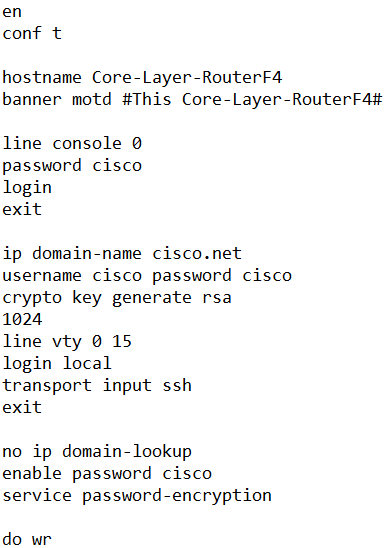 en
conf t
hostname Core-Layer-RouterF4
banner motd #This Core-Layer-RouterF4#
line console 0
password cisco
login
exit
ip domain-name cisco.net
username cisco password cisco
crypto key generate rsa
1024
line vty 0 15
login local
transport input ssh
exit
no ip domain-lookup
enable password cisco
service password-encryption
do wr